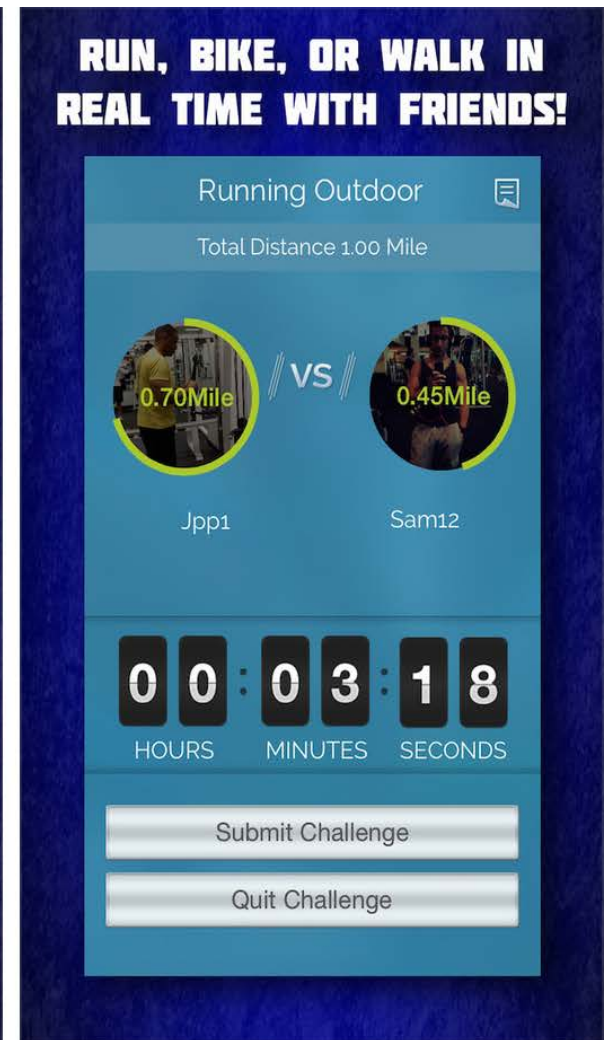 RUN, BIKE, OR WALK IN
REAL TIME WITH FRIENDS!
Running Outdoor
Total Distance 1.00 Mile
0.70Mile
VS
0.45Mile
Jpp1
Sam12
00:03:18
HOURS MINUTES SECONDS
Submit Challenge
Quit Challenge